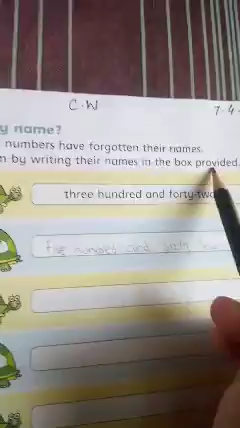 C.W
7.4.
y name?
numbers have forgotten their names.
n by writing their names in the box provided.
three hundred and forty-two
five hundred and